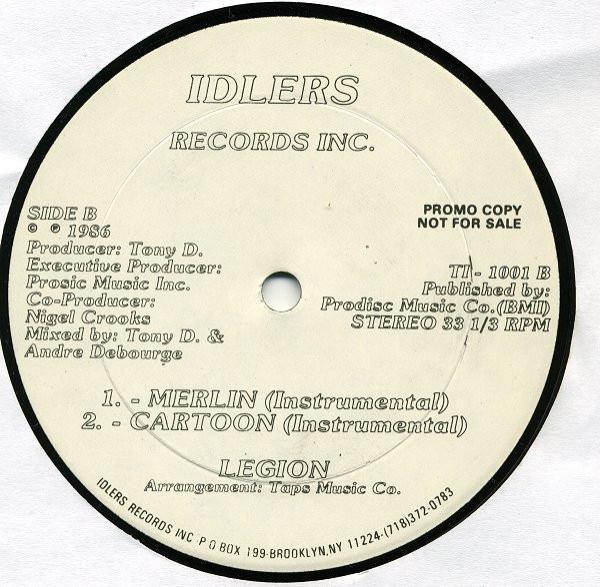 IDLERS
RECORDS INC.
SIDE B
© ℗ 1986
Producer: Tony D.
Executive Producer:
Prosic Music Inc.
Co-Producer:
Nigel Crooks
Mixed by: Tony D. &
Andre Debourge
PROMO COPY
NOT FOR SALE
TI - 1001 B
Published by:
Prodisc Music Co.(BMI)
STEREO 33 1/3 RPM
1. - MERLIN (Instrumental)
2. - CARTOON (Instrumental)
LEGION
Arrangement: Taps Music Co.
IDLERS RECORDS INC P O BOX 199-BROOKLYN,NY 11224-(718)372-0783